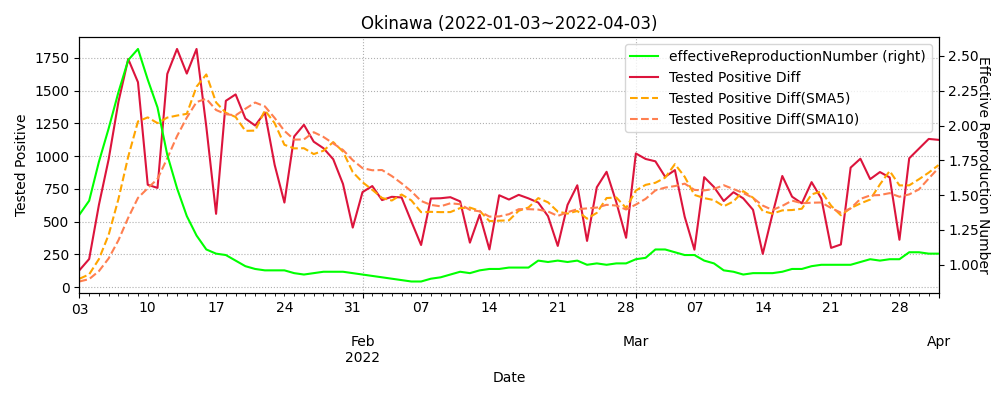 Okinawa (2022-01-03~2022-04-03)
effectiveReproductionNumber (right)
Tested Positive Diff
Tested Positive Diff(SMA5)
Tested Positive Diff(SMA10)
Tested Positive
1750
1500
1250
1000
750
500
250
0
2.50
2.25
2.00
1.75
1.50
1.25
1.00
Effective Reproduction Number
03 10 17 24 31 07 14 21 28 07 14 21 28
Feb Mar Apr
2022
Date